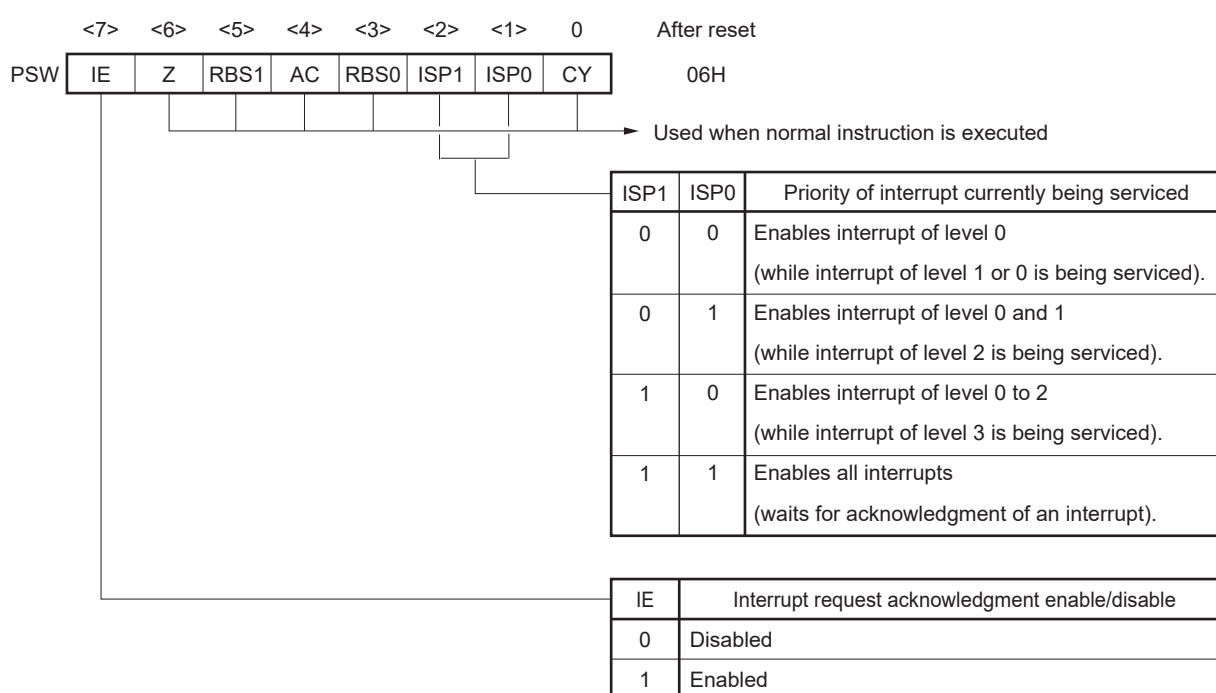 <7> <6> <5> <4> <3> <2> <1> 0 After reset
PSW IE Z RBS1 AC RBS0 ISP1 ISP0 CY 06H
Used when normal instruction is executed
ISP1 ISP0 Priority of interrupt currently being serviced
0 0 Enables interrupt of level 0
(while interrupt of level 1 or 0 is being serviced).
0 1 Enables interrupt of level 0 and 1
(while interrupt of level 2 is being serviced).
1 0 Enables interrupt of level 0 to 2
(while interrupt of level 3 is being serviced).
1 1 Enables all interrupts
(waits for acknowledgment of an interrupt).
IE Interrupt request acknowledgment enable/disable
0 Disabled
1 Enabled